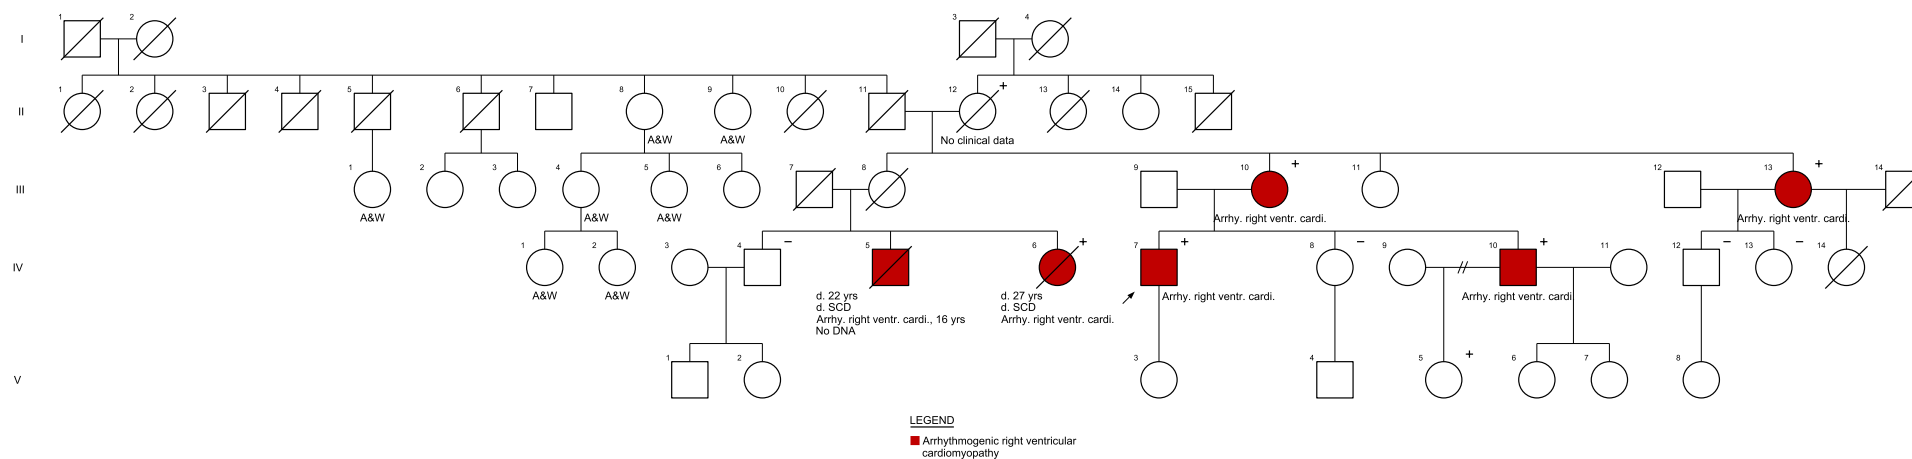 1 2 3 4
I
1 2 3 4 5 6 7 8 9 10 11 12 + 13 14 15
II
A&W A&W No clinical data
1 2 3 4 5 6 7 8 9 10 + 11 12 13 + 14
III
A&W A&W A&W Arrhy. right ventr. cardi. Arrhy. right ventr. cardi.
1 2 3 4 – 5 6 + 7 + 8 – 9 10 + 11 12 – 13 – 14
IV
A&W A&W d. 22 yrs d. 27 yrs Arrhy. right ventr. cardi. Arrhy. right ventr. cardi.
d. SCD d. SCD
Arrhy. right ventr. cardi., 16 yrs Arrhy. right ventr. cardi.
No DNA
1 2 3 4 5 + 6 7 8
V
LEGEND
Arrhythmogenic right ventricular
cardiomyopathy